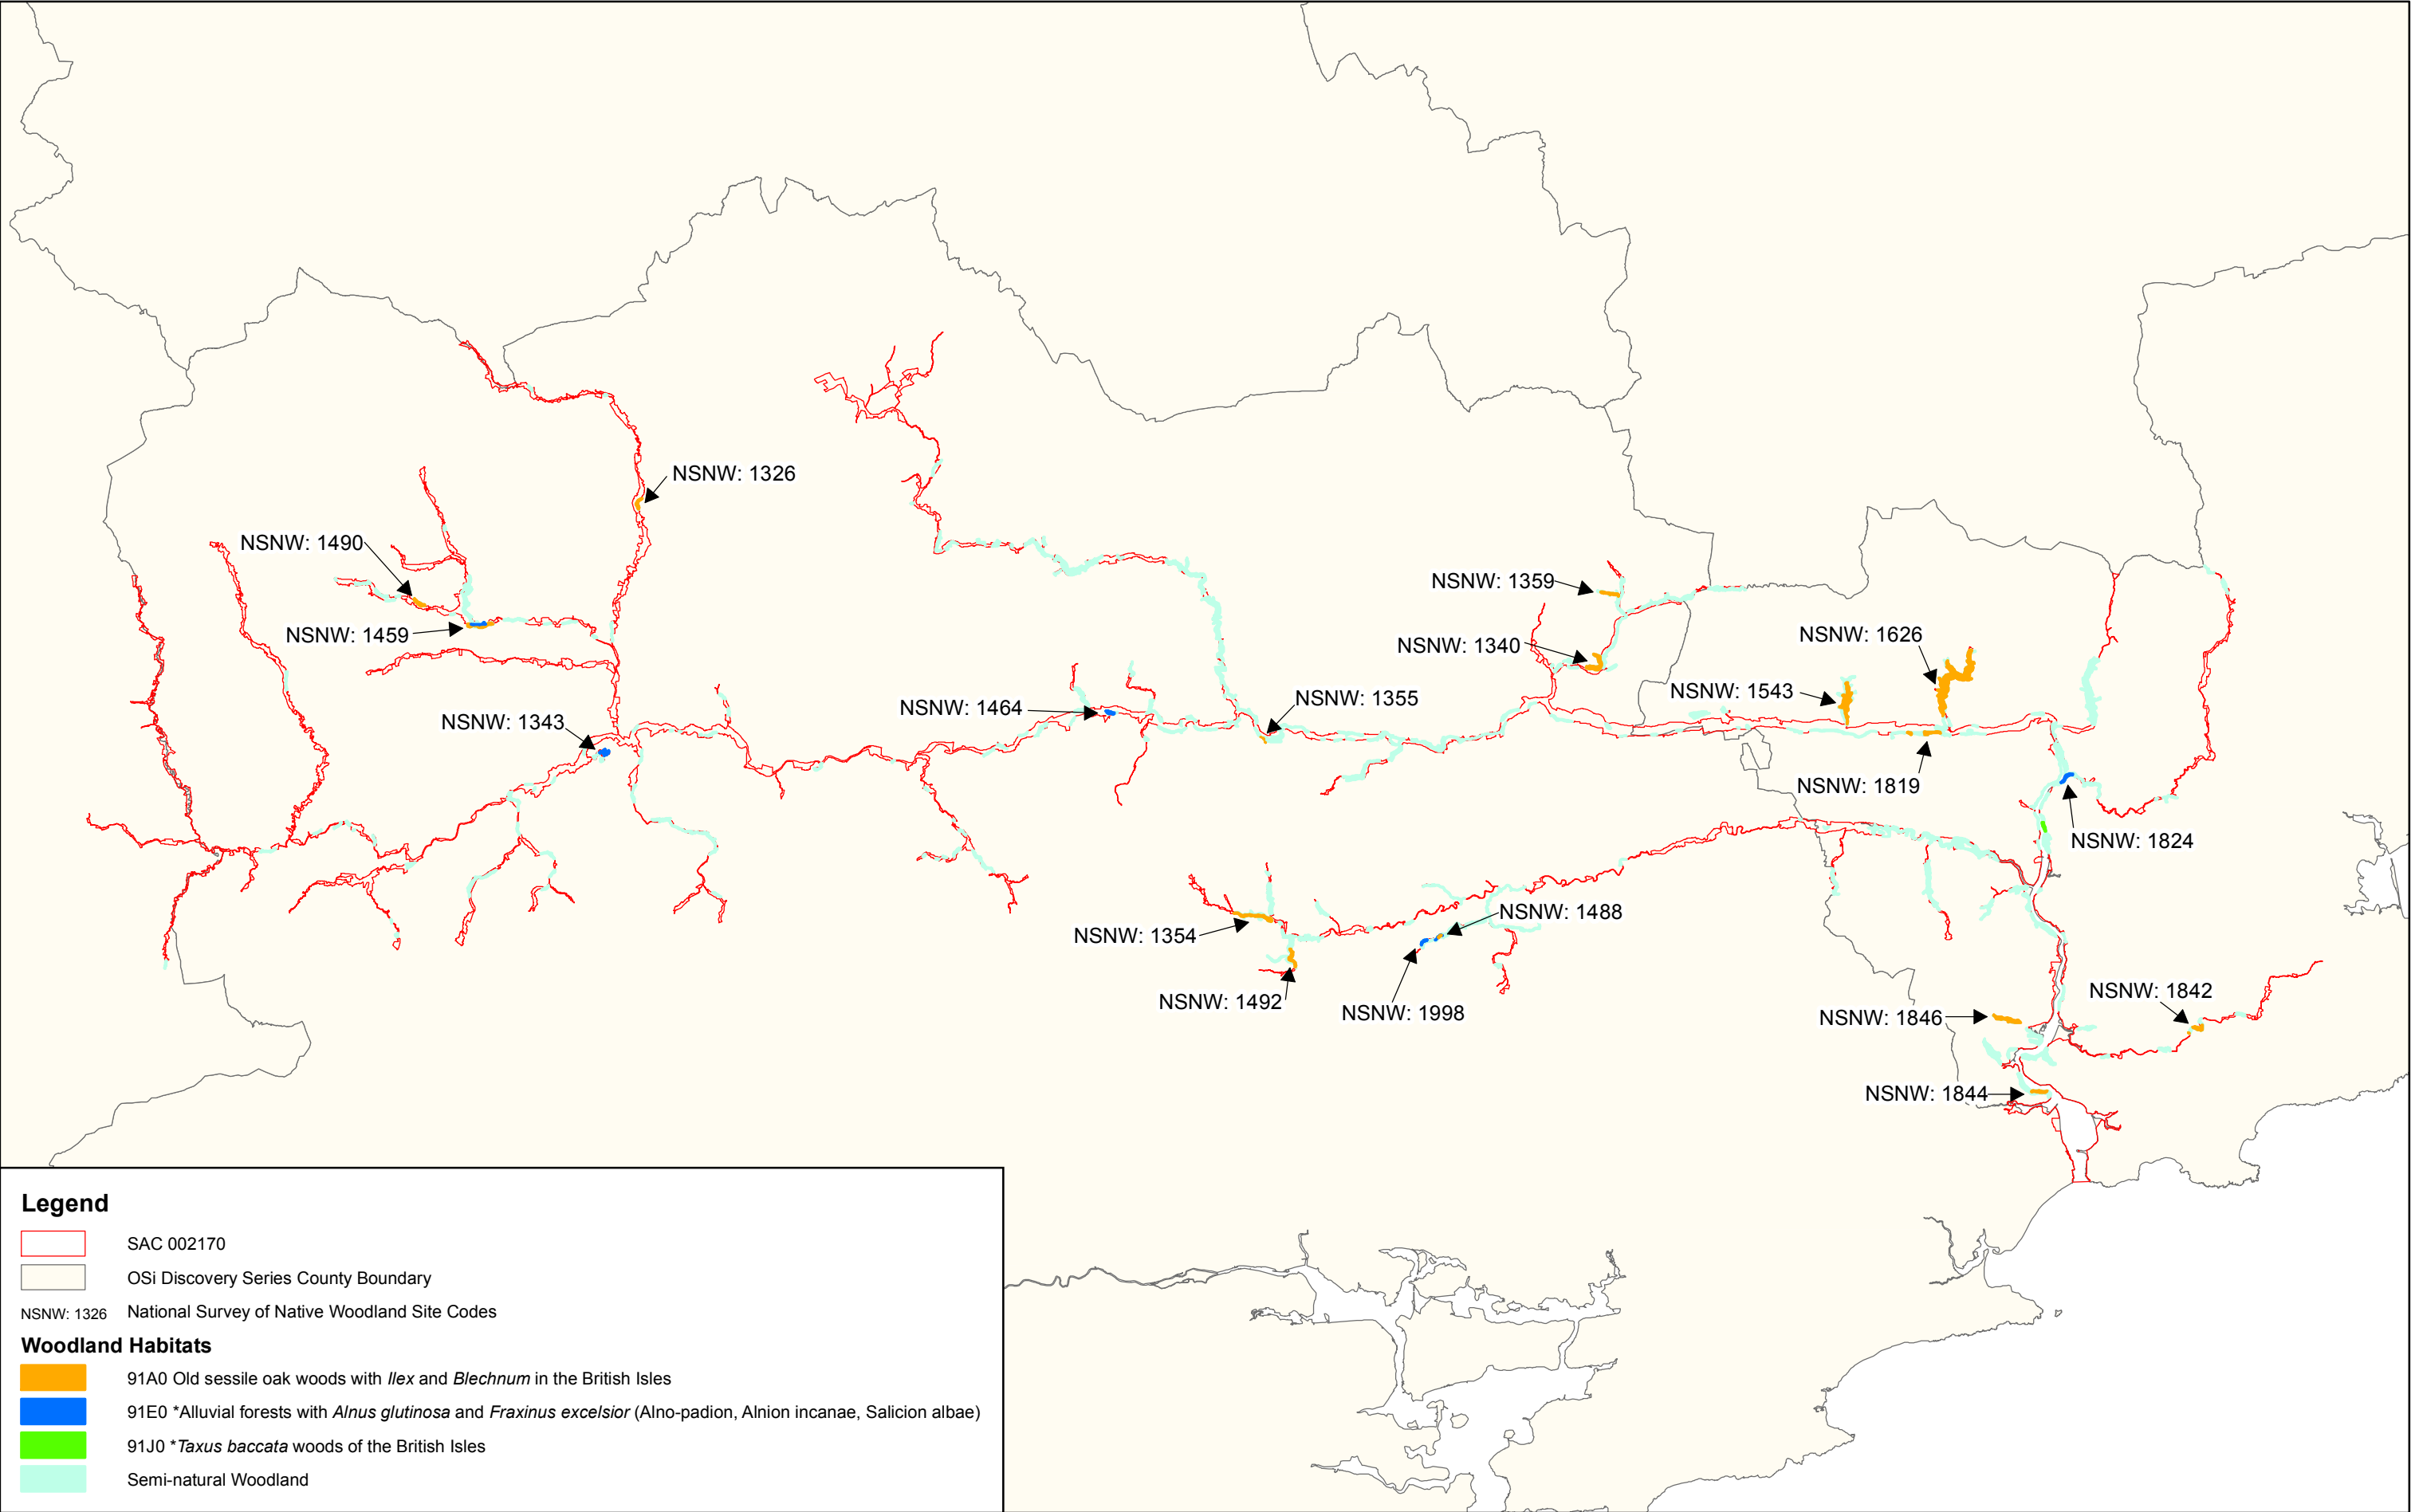 NSNW: 1326
NSNW: 1490
NSNW: 1359
NSNW: 1459
NSNW: 1626
NSNW: 1340
NSNW: 1543
NSNW: 1355
NSNW: 1464
NSNW: 1343
NSNW: 1819
NSNW: 1824
NSNW: 1488
NSNW: 1354
NSNW: 1842
NSNW: 1492
NSNW: 1998
NSNW: 1846
NSNW: 1844
Legend
SAC 002170
OSi Discovery Series County Boundary
NSNW: 1326 National Survey of Native Woodland Site Codes
Woodland Habitats
91A0 Old sessile oak woods with Ilex and Blechnum in the British Isles
91E0 *Alluvial forests with Alnus glutinosa and Fraxinus excelsior (Alno-padion, Alnion incanae, Salicion albae)
91J0 *Taxus baccata woods of the British Isles
Semi-natural Woodland